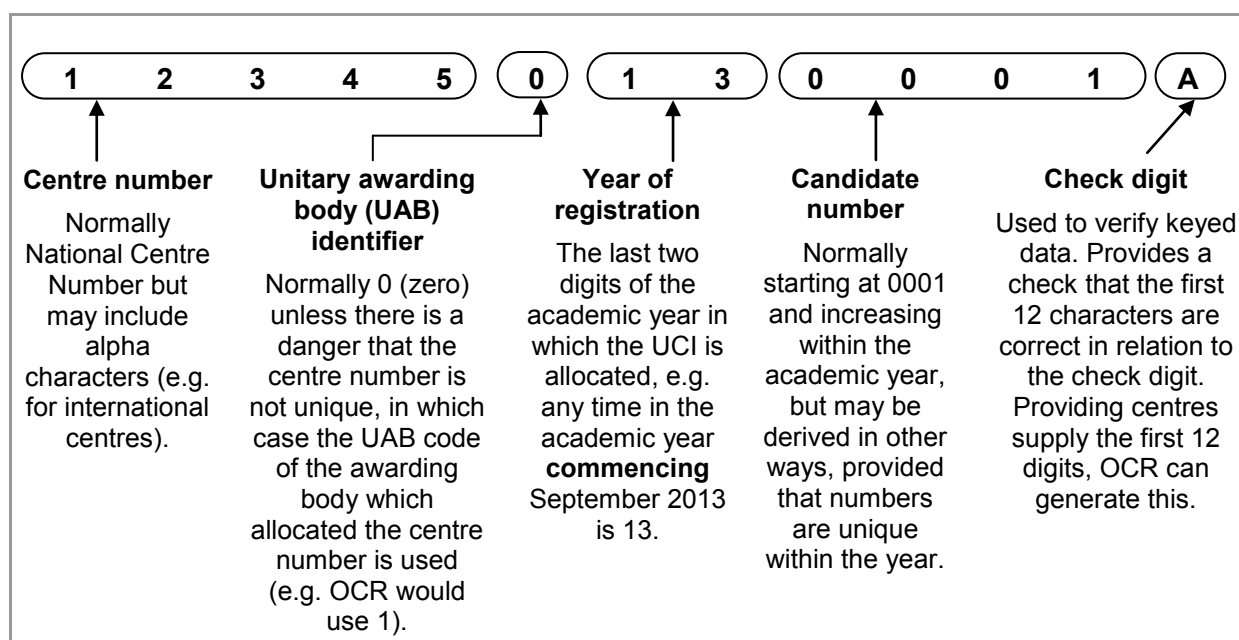 1 2 3 4 5 0 1 3 0 0 0 1 A
Centre number
Normally
National Centre
Number but
may include
alpha
characters (e.g.
for international
centres).
Unitary awarding
body (UAB)
identifier
Normally 0 (zero)
unless there is a
danger that the
centre number is
not unique, in which
case the UAB code
of the awarding
body which
allocated the centre
number is used
(e.g. OCR would
use 1).
Year of
registration
The last two
digits of the
academic year in
which the UCI is
allocated, e.g.
any time in the
academic year
commencing
September 2013
is 13.
Candidate
number
Normally
starting at 0001
and increasing
within the
academic year,
but may be
derived in other
ways, provided
that numbers
are unique
within the year.
Check digit
Used to verify keyed
data. Provides a
check that the first
12 characters are
correct in relation to
the check digit.
Providing centres
supply the first 12
digits, OCR can
generate this.